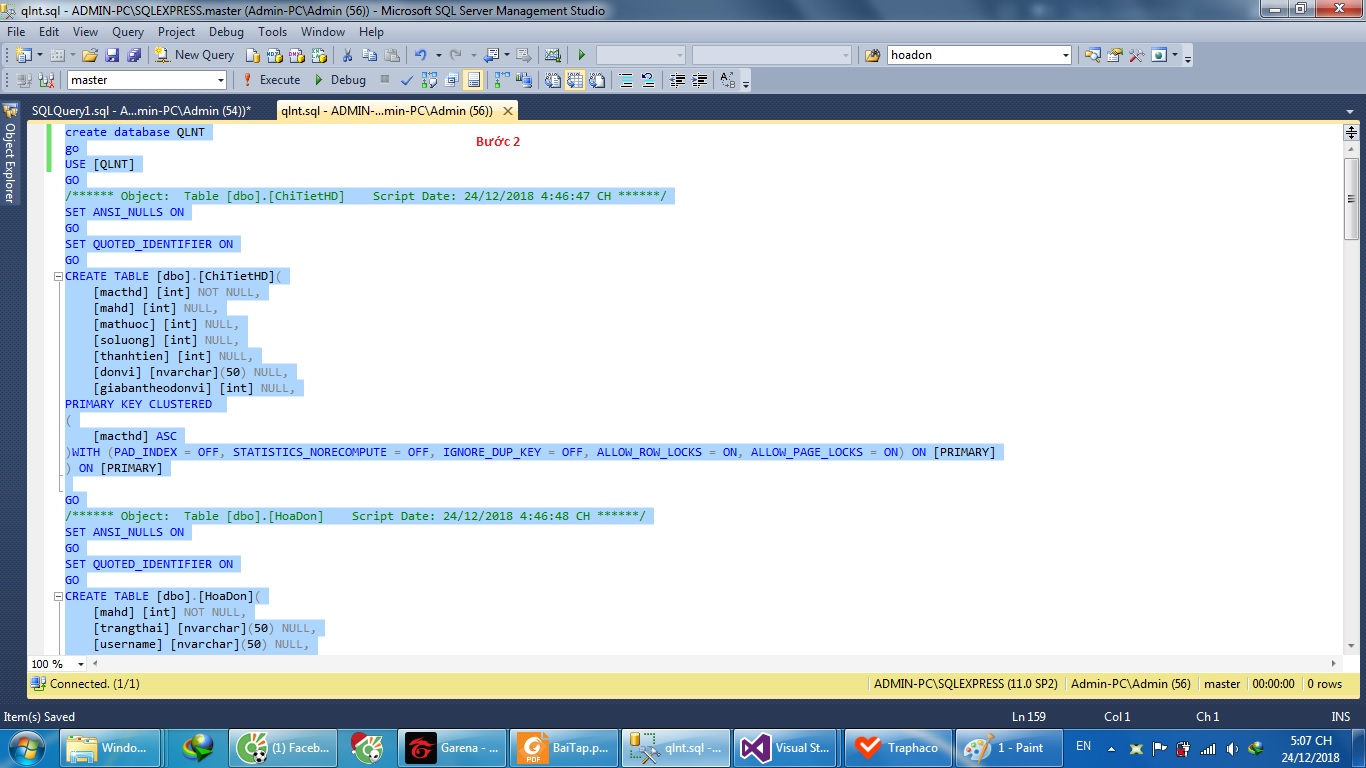 qlnt.sql - ADMIN-PC\SQLEXPRESS.master (Admin-PC\Admin (56)) - Microsoft SQL Server Management Studio
File Edit View Query Project Debug Tools Window Help
New Query hoadon
master Execute Debug
SQLQuery1.sql - A...min-PC\Admin (54))* qlnt.sql - ADMIN-...min-PC\Admin (56))
Object Explorer
Bước 2
create database QLNT
go
USE [QLNT]
GO
/****** Object:  Table [dbo].[ChiTietHD]    Script Date: 24/12/2018 4:46:47 CH ******/
SET ANSI_NULLS ON
GO
SET QUOTED_IDENTIFIER ON
GO
CREATE TABLE [dbo].[ChiTietHD](
[macthd] [int] NOT NULL,
[mahd] [int] NULL,
[mathuoc] [int] NULL,
[soluong] [int] NULL,
[thanhtien] [int] NULL,
[donvi] [nvarchar](50) NULL,
[giabantheodonvi] [int] NULL,
PRIMARY KEY CLUSTERED
(
[macthd] ASC
)WITH (PAD_INDEX = OFF, STATISTICS_NORECOMPUTE = OFF, IGNORE_DUP_KEY = OFF, ALLOW_ROW_LOCKS = ON, ALLOW_PAGE_LOCKS = ON) ON [PRIMARY]
) ON [PRIMARY]
GO
/****** Object:  Table [dbo].[HoaDon]    Script Date: 24/12/2018 4:46:48 CH ******/
SET ANSI_NULLS ON
GO
SET QUOTED_IDENTIFIER ON
GO
CREATE TABLE [dbo].[HoaDon](
[mahd] [int] NOT NULL,
[trangthai] [nvarchar](50) NULL,
[username] [nvarchar](50) NULL,
100 %
Connected. (1/1) ADMIN-PC\SQLEXPRESS (11.0 SP2) Admin-PC\Admin (56) master 00:00:00 0 rows
Item(s) Saved Ln 159 Col 1 Ch 1 INS
Windo... (1) Faceb... Garena - ... BaiTap.p... qlnt.sql -... Visual St... Traphaco 1 - Paint EN 5:07 CH
24/12/2018